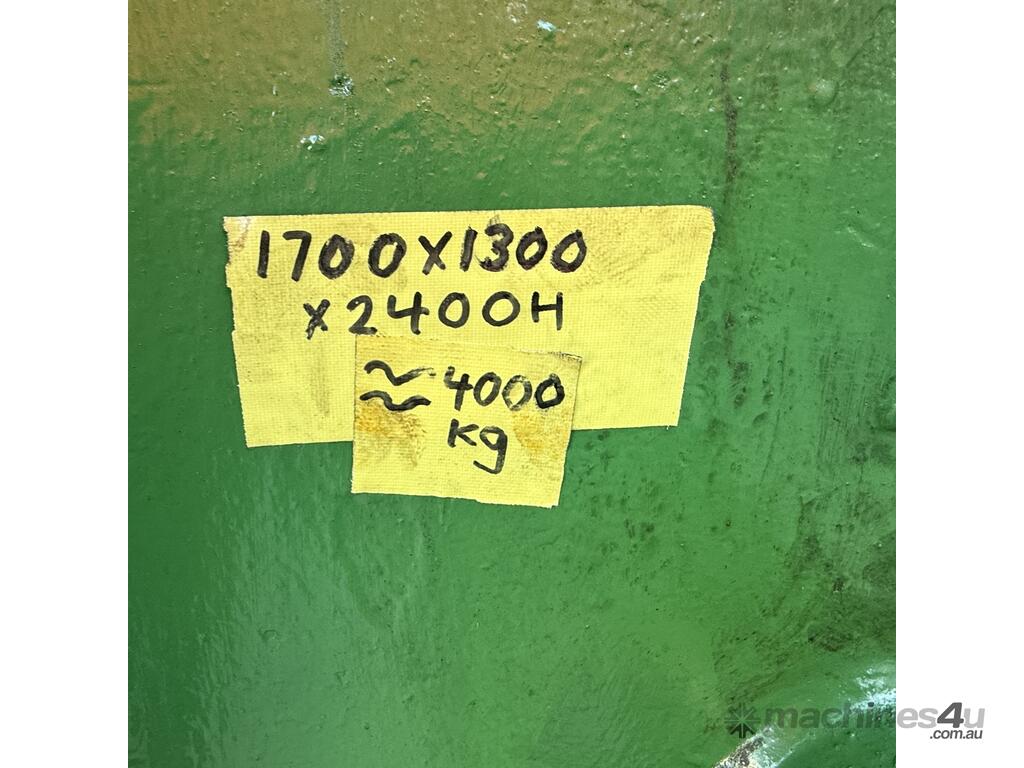 1700X1300
X2400H
≈ 4000
kg
machines4u
.com.au